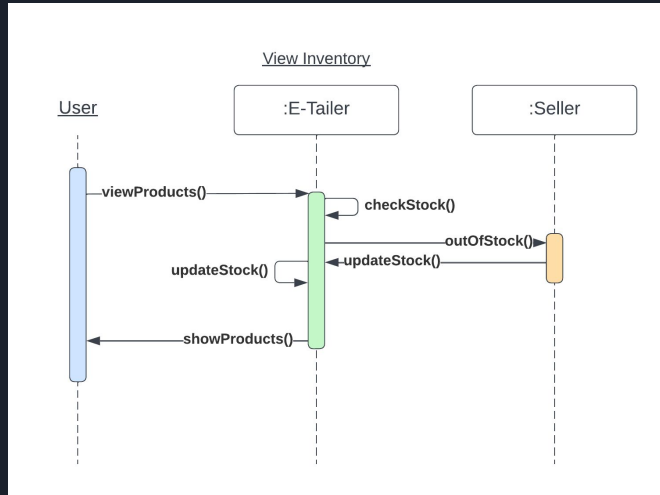 View Inventory
User
:E-Tailer
:Seller
viewProducts()
checkStock()
outOfStock()
updateStock()
updateStock()
showProducts()